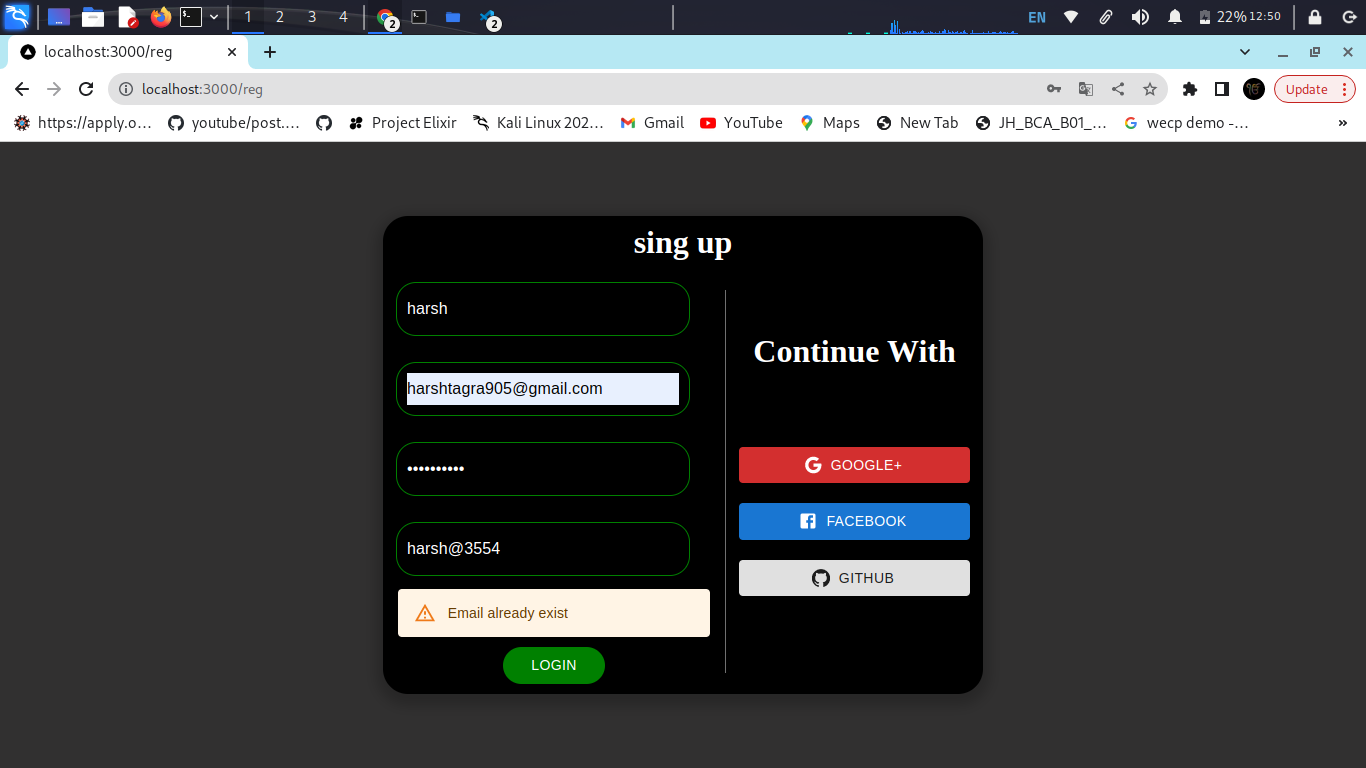 1 2 3 4 2 2 EN 22% 12:50
localhost:3000/reg
localhost:3000/reg Update
https://apply.o... youtube/post.... Project Elixir Kali Linux 202... Gmail YouTube Maps New Tab JH_BCA_B01_... wecp demo -... »
sing up
harsh
harshtagra905@gmail.com
••••••••••
harsh@3554
Email already exist
LOGIN
Continue With
GOOGLE+
FACEBOOK
GITHUB